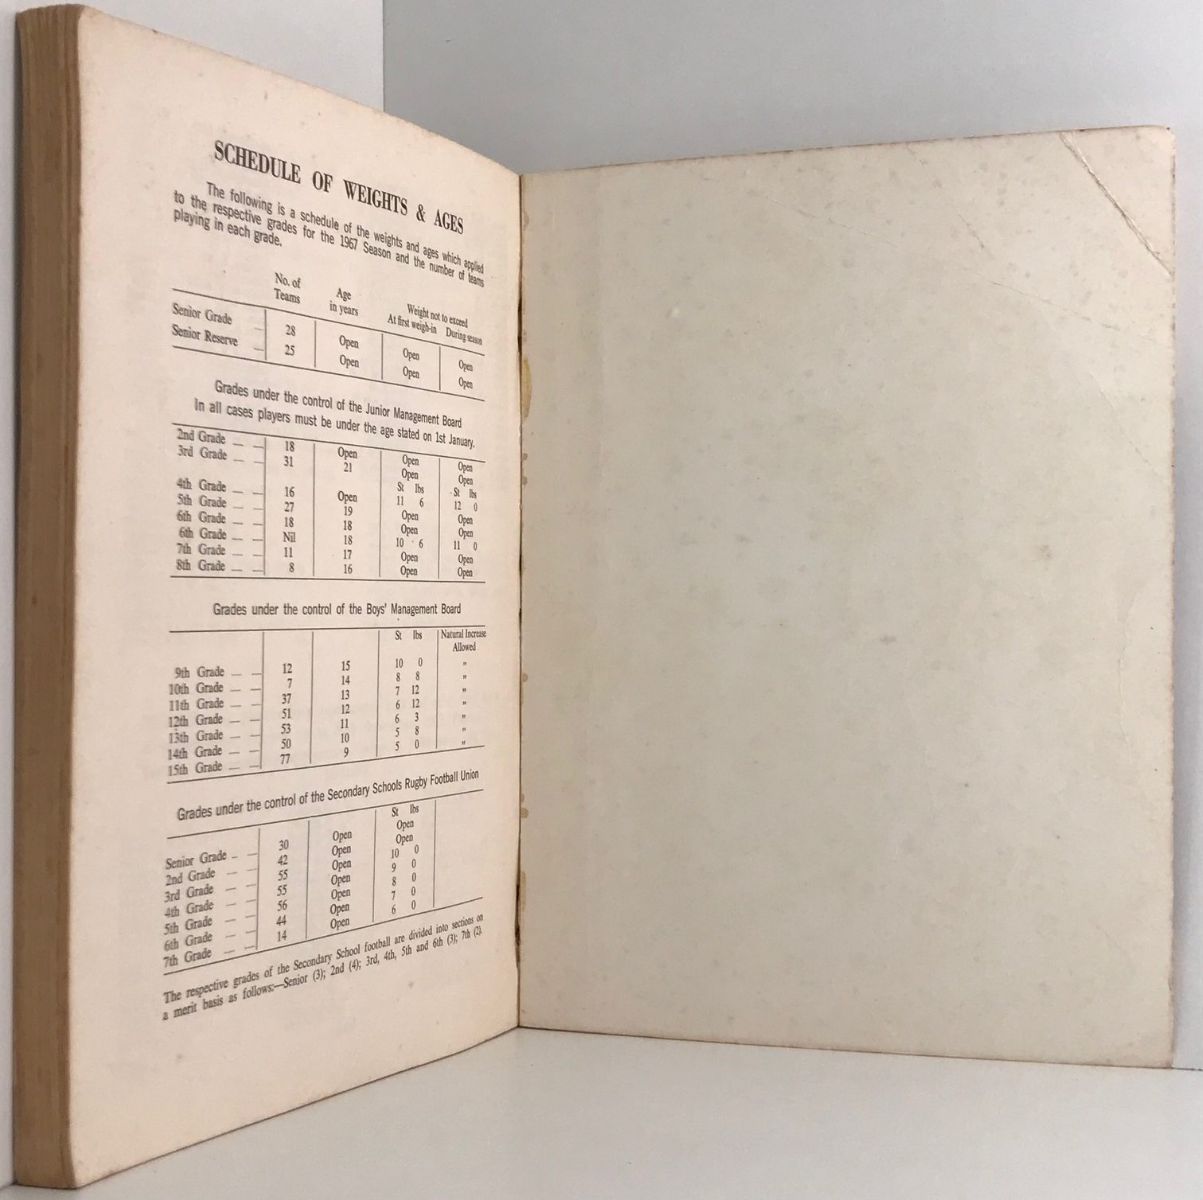 SCHEDULE OF WEIGHTS & AGES
The following is a schedule of the weights and ages which applied
to the respective grades for the 1967 Season and the number of teams
playing in each grade.
No. of Teams Age in years Weight not to exceed At first weigh-in During season
Senior Grade — 28 Open Open Open
Senior Reserve — 25 Open Open Open
Grades under the control of the Junior Management Board
In all cases players must be under the age stated on 1st January.
2nd Grade — — 18 Open Open Open
3rd Grade — — 31 21 Open Open
St lbs St lbs
4th Grade — — 16 Open 11 6 12 0
5th Grade — — 27 19 Open Open
6th Grade — — 18 18 Open Open
6th Grade — — Nil 18 10 6 11 0
7th Grade — — 11 17 Open Open
8th Grade — — 8 16 Open Open
Grades under the control of the Boys' Management Board
St lbs Natural Increase Allowed
9th Grade — — 12 15 10 0 "
10th Grade — — 7 14 8 8 "
11th Grade — — 37 13 7 12 "
12th Grade — — 51 12 6 12 "
13th Grade — — 53 11 6 3 "
14th Grade — — 50 10 5 8 "
15th Grade — — 77 9 5 0 "
Grades under the control of the Secondary Schools Rugby Football Union
St lbs
Senior Grade – — 30 Open Open
2nd Grade — — 42 Open Open
3rd Grade — — 55 Open 10 0
4th Grade — — 55 Open 9 0
5th Grade — — 56 Open 8 0
6th Grade — — 44 Open 7 0
7th Grade — — 14 Open 6 0
The respective grades of the Secondary School football are divided into sections on
a merit basis as follows:—Senior (3); 2nd (4); 3rd, 4th, 5th and 6th (3); 7th (2).